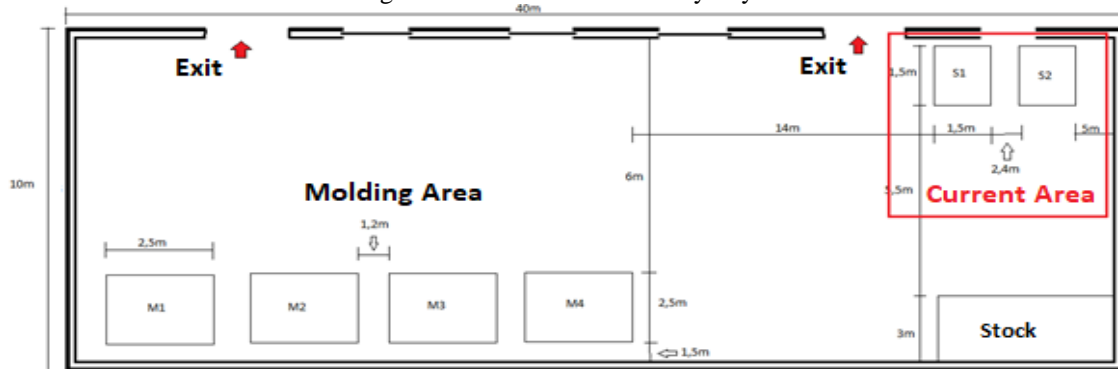 40m
Exit
Exit
1,5m
S1
S2
14m
1,5m
5m
2,4m
10m
6m
Molding Area
5,5m
Current Area
1,2m
2,5m
M1
M2
M3
M4
2,5m
3m
Stock
1,5m